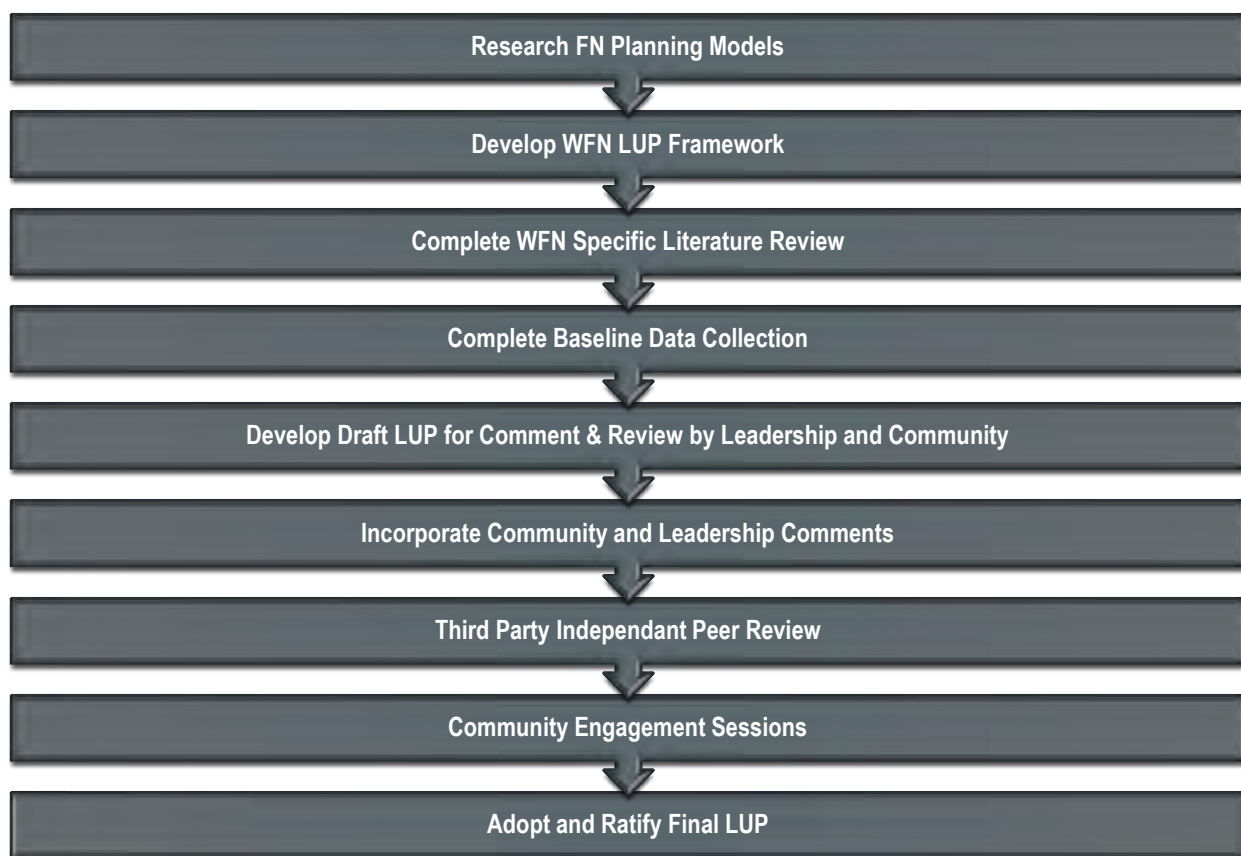 Research FN Planning Models
Develop WFN LUP Framework
Complete WFN Specific Literature Review
Complete Baseline Data Collection
Develop Draft LUP for Comment & Review by Leadership and Community
Incorporate Community and Leadership Comments
Third Party Independant Peer Review
Community Engagement Sessions
Adopt and Ratify Final LUP